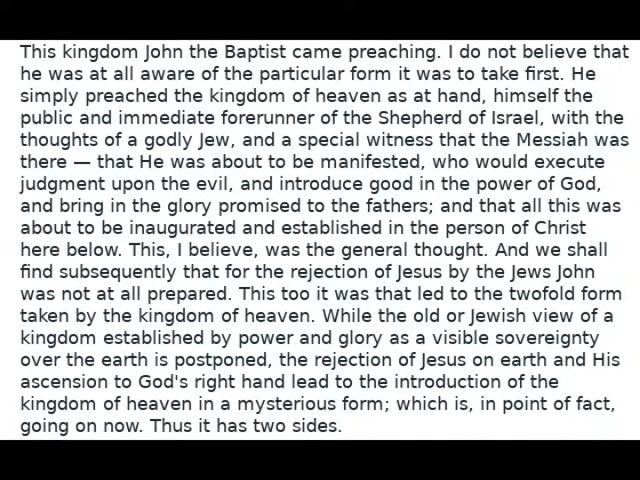 This kingdom John the Baptist came preaching. I do not believe that
he was at all aware of the particular form it was to take first. He
simply preached the kingdom of heaven as at hand, himself the
public and immediate forerunner of the Shepherd of Israel, with the
thoughts of a godly Jew, and a special witness that the Messiah was
there — that He was about to be manifested, who would execute
judgment upon the evil, and introduce good in the power of God,
and bring in the glory promised to the fathers; and that all this was
about to be inaugurated and established in the person of Christ
here below. This, I believe, was the general thought. And we shall
find subsequently that for the rejection of Jesus by the Jews John
was not at all prepared. This too it was that led to the twofold form
taken by the kingdom of heaven. While the old or Jewish view of a
kingdom established by power and glory as a visible sovereignty
over the earth is postponed, the rejection of Jesus on earth and His
ascension to God's right hand lead to the introduction of the
kingdom of heaven in a mysterious form; which is, in point of fact,
going on now. Thus it has two sides.